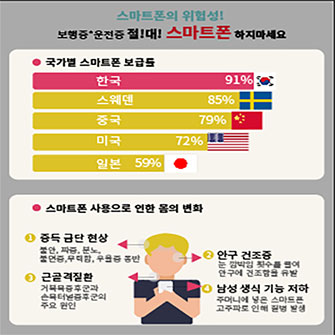 스마트폰의 위험성!
보행중*운전중 절!대! 스마트폰 하지마세요
국가별 스마트폰 보급률
한국 91%
스웨덴 85%
중국 79%
미국 72%
일본 59%
스마트폰 사용으로 인한 몸의 변화
1 중독 금단 현상
불안, 짜증, 분노,
불면증, 무력함, 우울증 동반
2 안구 건조증
눈 깜박임 횟수를 줄여
안구에 건조함을 유발
3 근골격질환
거북목증후군과
손목터널증후군의
주요 원인
4 남성 생식 기능 저하
주머니에 넣은 스마트폰
고주파로 인해 질병 발생